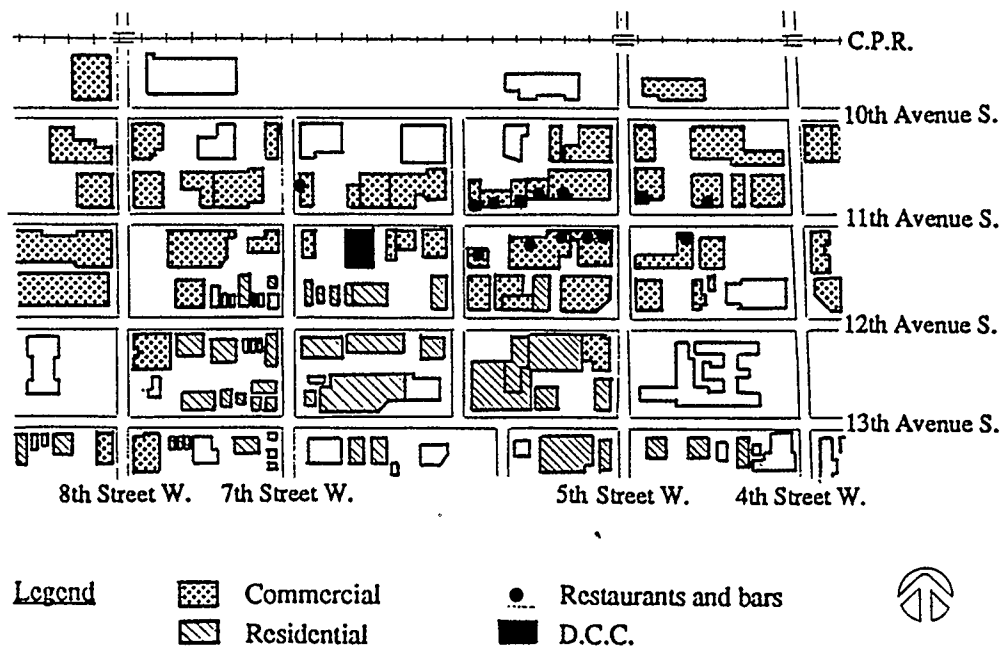 C.P.R.
10th Avenue S.
11th Avenue S.
12th Avenue S.
13th Avenue S.
8th Street W. 7th Street W. 5th Street W. 4th Street W.
Legend Commercial Restaurants and bars
Residential D.C.C.